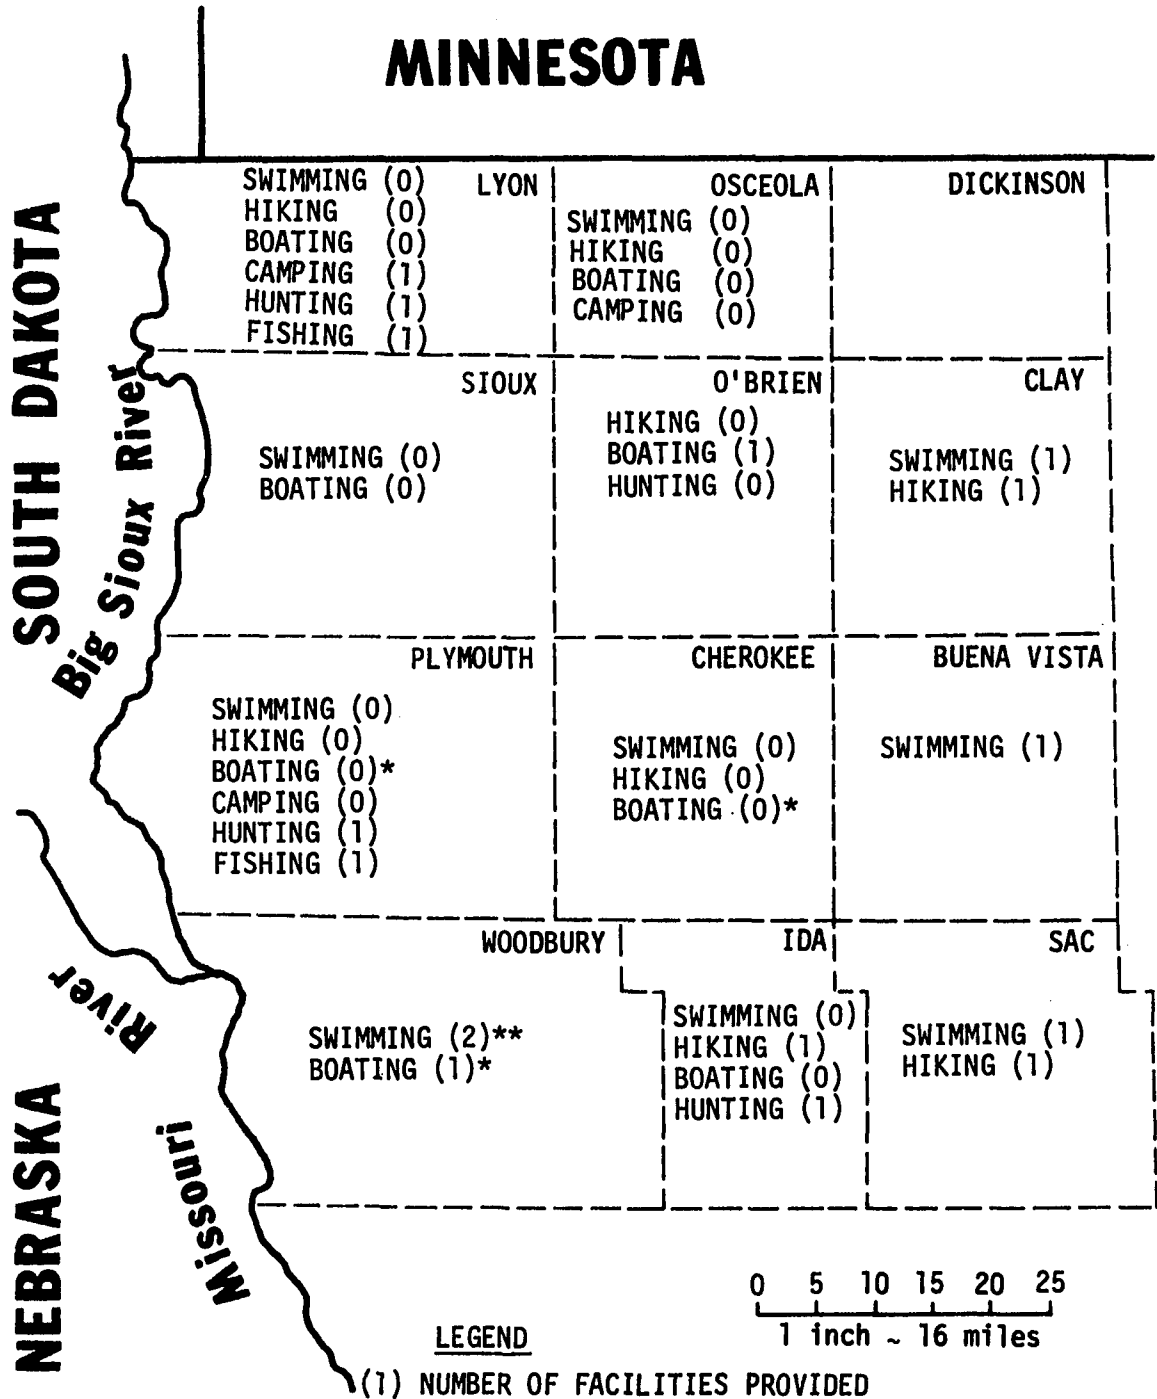 MINNESOTA
SOUTH DAKOTA
Big Sioux River
NEBRASKA
Missouri River
LYON
SWIMMING (0)
HIKING (0)
BOATING (0)
CAMPING (1)
HUNTING (1)
FISHING (1)
OSCEOLA
SWIMMING (0)
HIKING (0)
BOATING (0)
CAMPING (0)
DICKINSON
SIOUX
SWIMMING (0)
BOATING (0)
O'BRIEN
HIKING (0)
BOATING (1)
HUNTING (0)
CLAY
SWIMMING (1)
HIKING (1)
PLYMOUTH
SWIMMING (0)
HIKING (0)
BOATING (0)*
CAMPING (0)
HUNTING (1)
FISHING (1)
CHEROKEE
SWIMMING (0)
HIKING (0)
BOATING (0)*
BUENA VISTA
SWIMMING (1)
WOODBURY
SWIMMING (2)**
BOATING (1)*
IDA
SWIMMING (0)
HIKING (1)
BOATING (0)
HUNTING (1)
SAC
SWIMMING (1)
HIKING (1)
0 5 10 15 20 25
1 inch ~ 16 miles
LEGEND
(1) NUMBER OF FACILITIES PROVIDED